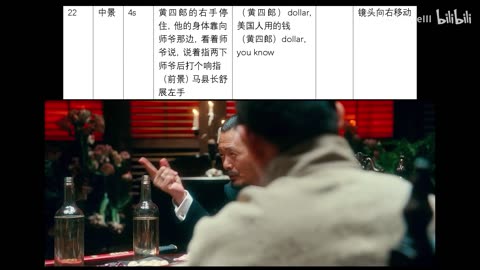 22
中景
4s
黄四郎的右手停
住，他的身体靠向
师爷那边，看着师
爷说，说着指两下
师爷后打个响指
（前景）马县长舒
展左手
（黄四郎）dollar,
美国人用的钱
（黄四郎）dollar,
you know
镜头向右移动
bilibili